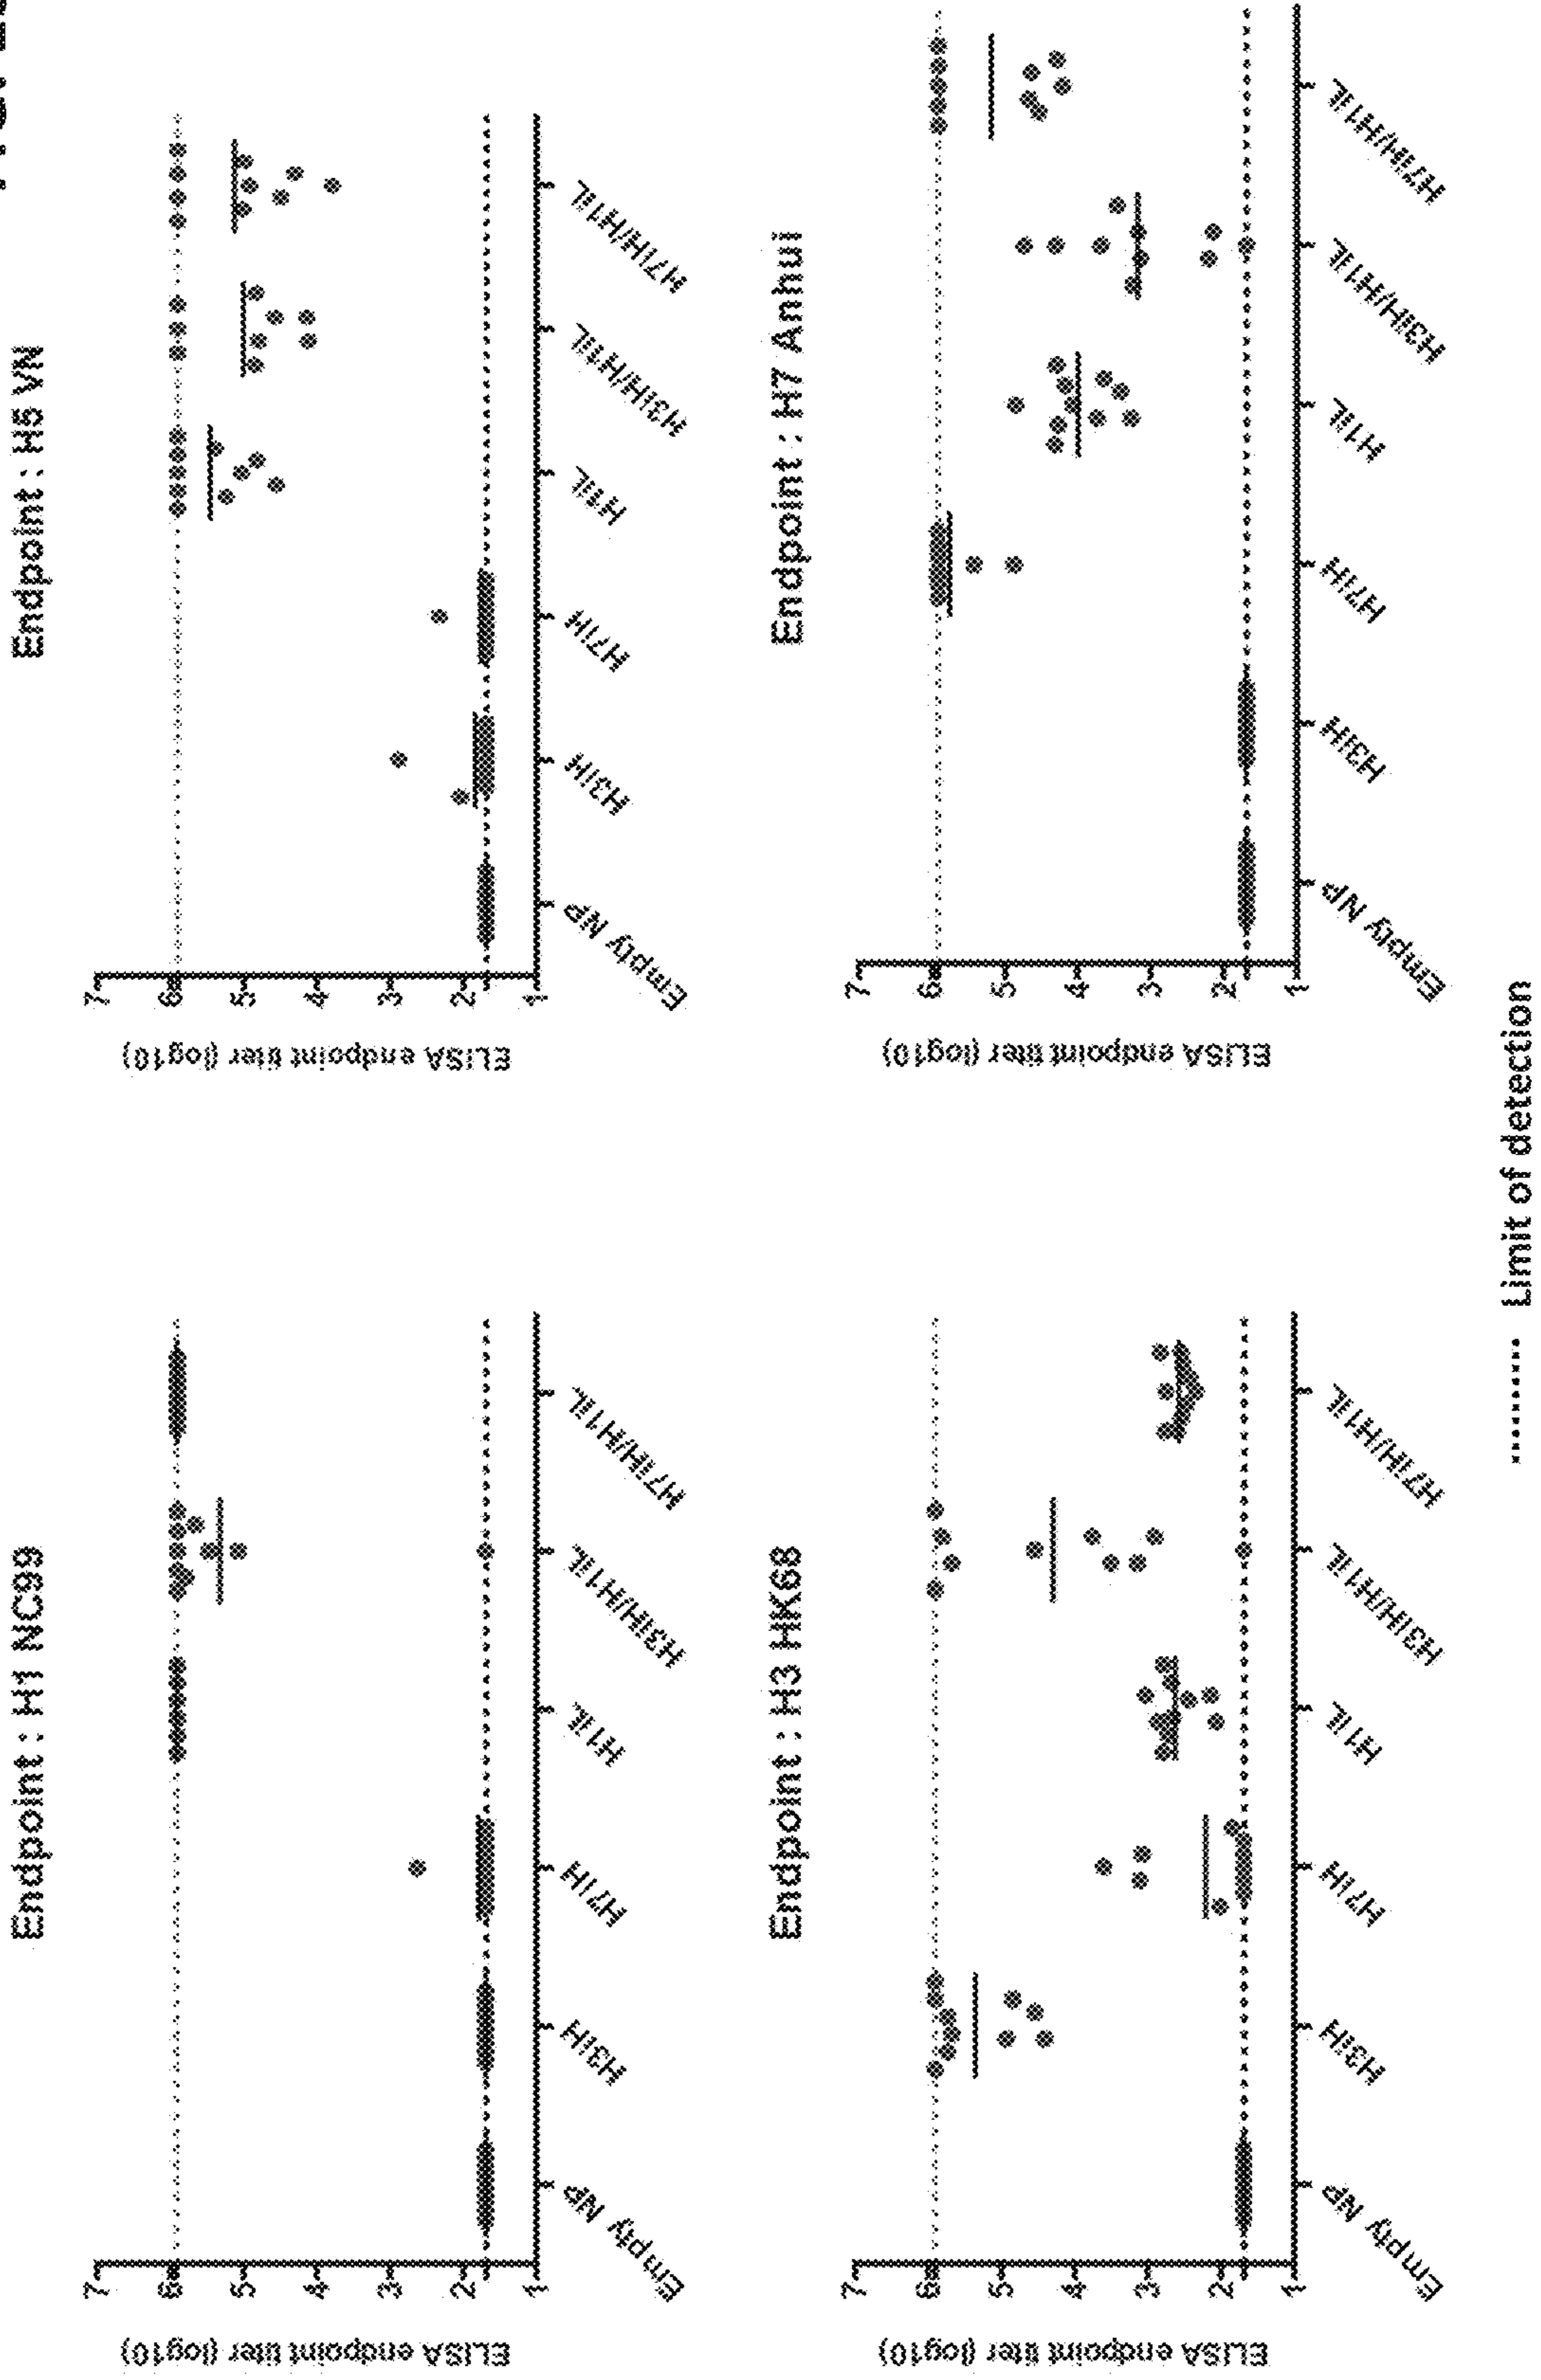 Endpoint : H1 NC99
ELISA endpoint titer (log10)
7
6
5
4
3
2
1
Empty NP
H3iH
H7iH
H1iL
H3iH/H1iL
H7iH/H1iL
Endpoint : H5 VN
ELISA endpoint titer (log10)
7
6
5
4
3
2
1
Empty NP
H3iH
H7iH
H1iL
H3iH/H1iL
H7iH/H1iL
Endpoint : H3 HK68
ELISA endpoint titer (log10)
7
6
5
4
3
2
1
Empty NP
H3iH
H7iH
H1iL
H3iH/H1iL
H7iH/H1iL
Endpoint : H7 Anhui
ELISA endpoint titer (log10)
7
6
5
4
3
2
1
Empty NP
H3iH
H7iH
H1iL
H3iH/H1iL
H7iH/H1iL
Limit of detection